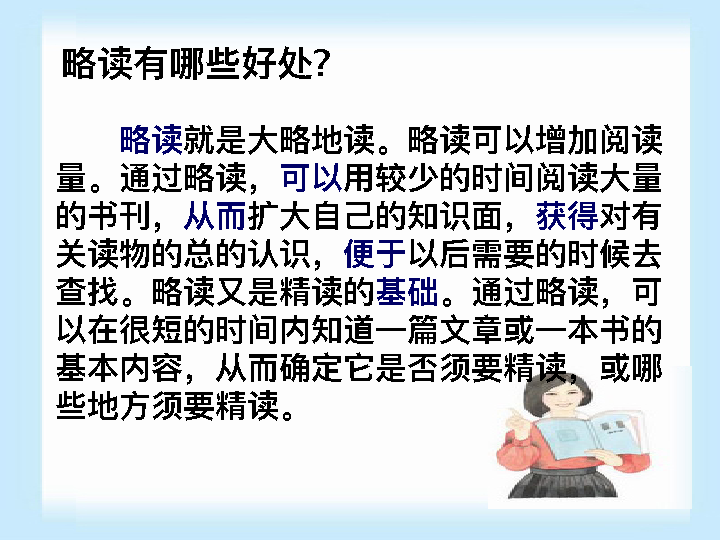 略读有哪些好处?
略读就是大略地读。略读可以增加阅读
量。通过略读，可以用较少的时间阅读大量
的书刊，从而扩大自己的知识面，获得对有
关读物的总的认识，便于以后需要的时候去
查找。略读又是精读的基础。通过略读，可
以在很短的时间内知道一篇文章或一本书的
基本内容，从而确定它是否须要精读，或哪
些地方须要精读。